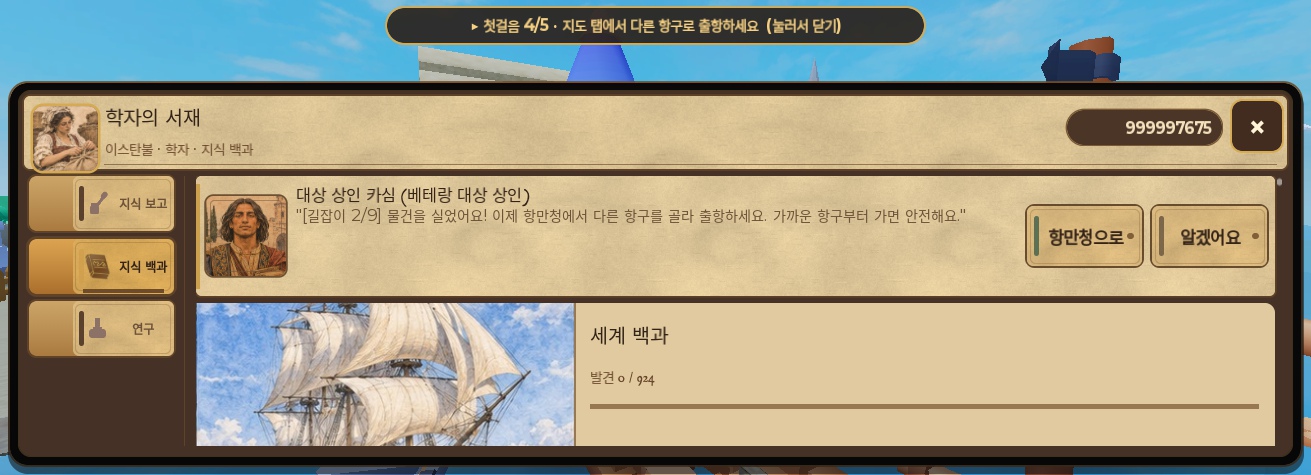 ▸ 첫걸음 4/5 · 지도 탭에서 다른 항구로 출항하세요 (눌러서 닫기)
학자의 서재
이스탄불 · 학자 · 지식 백과
999997675
×
지식 보고
지식 백과
연구
대상 상인 카심 (베테랑 대상 상인)
"[길잡이 2/9] 물건을 실었어요! 이제 항만청에서 다른 항구를 골라 출항하세요. 가까운 항구부터 가면 안전해요."
항만청으로
알겠어요
세계 백과
발견 0 / 924